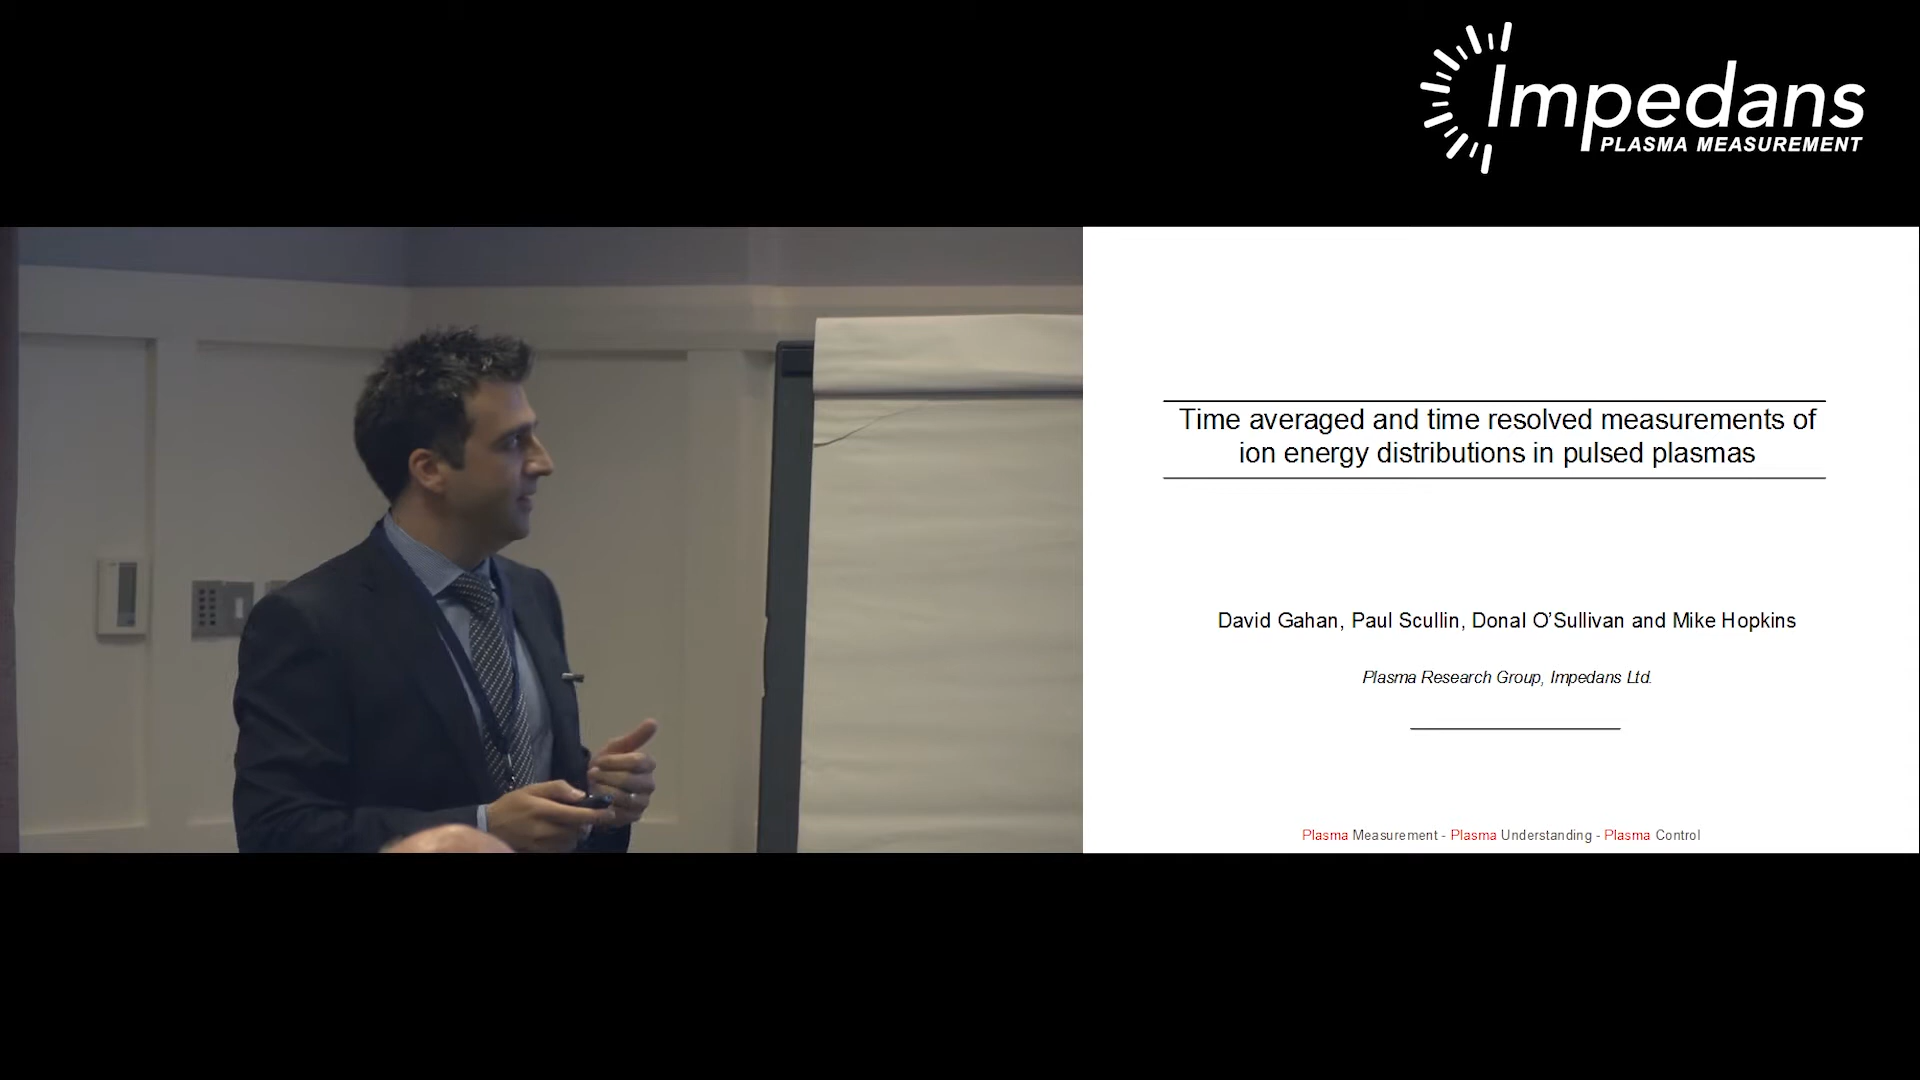 Impedans
PLASMA MEASUREMENT
Time averaged and time resolved measurements of
ion energy distributions in pulsed plasmas
David Gahan, Paul Scullin, Donal O'Sullivan and Mike Hopkins
Plasma Research Group, Impedans Ltd.
Plasma Measurement - Plasma Understanding - Plasma Control